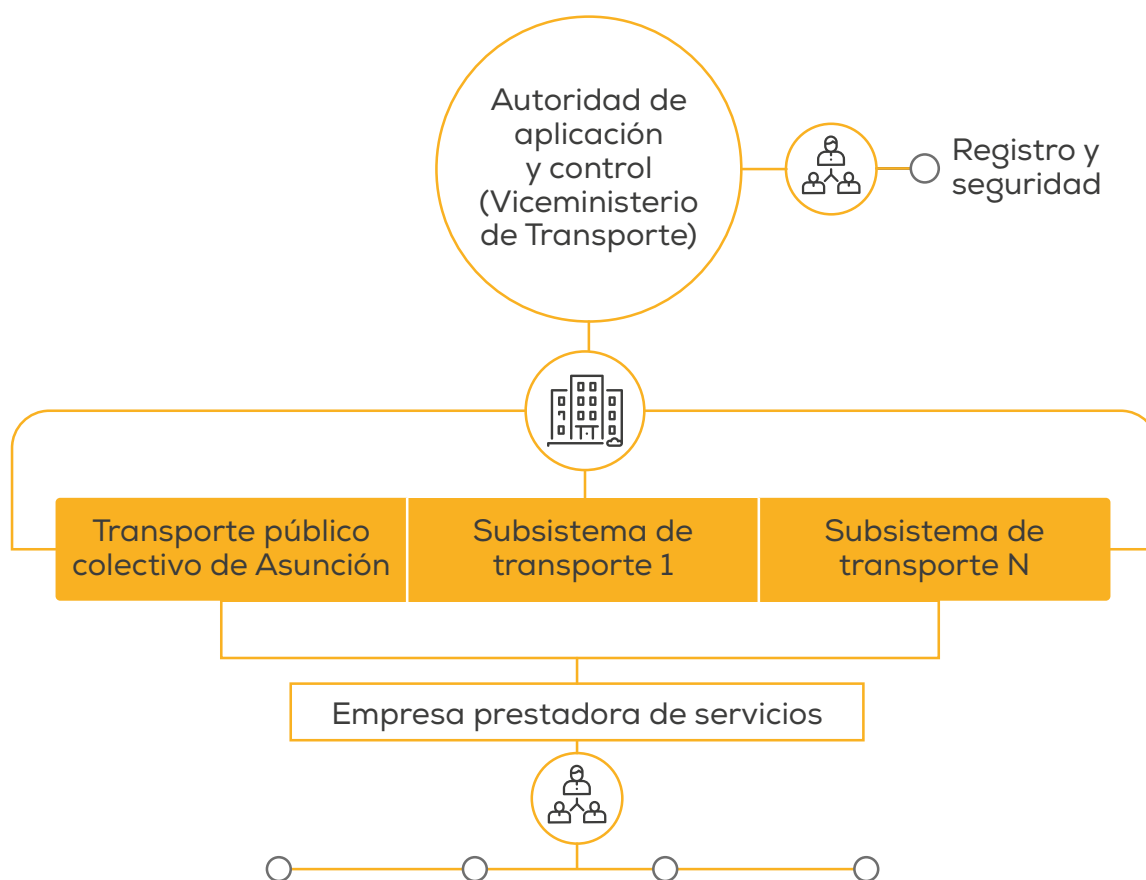 Autoridad de
aplicación
y control
(Viceministerio
de Transporte)
Registro y
seguridad
Transporte público
colectivo de Asunción
Subsistema de
transporte 1
Subsistema de
transporte N
Empresa prestadora de servicios